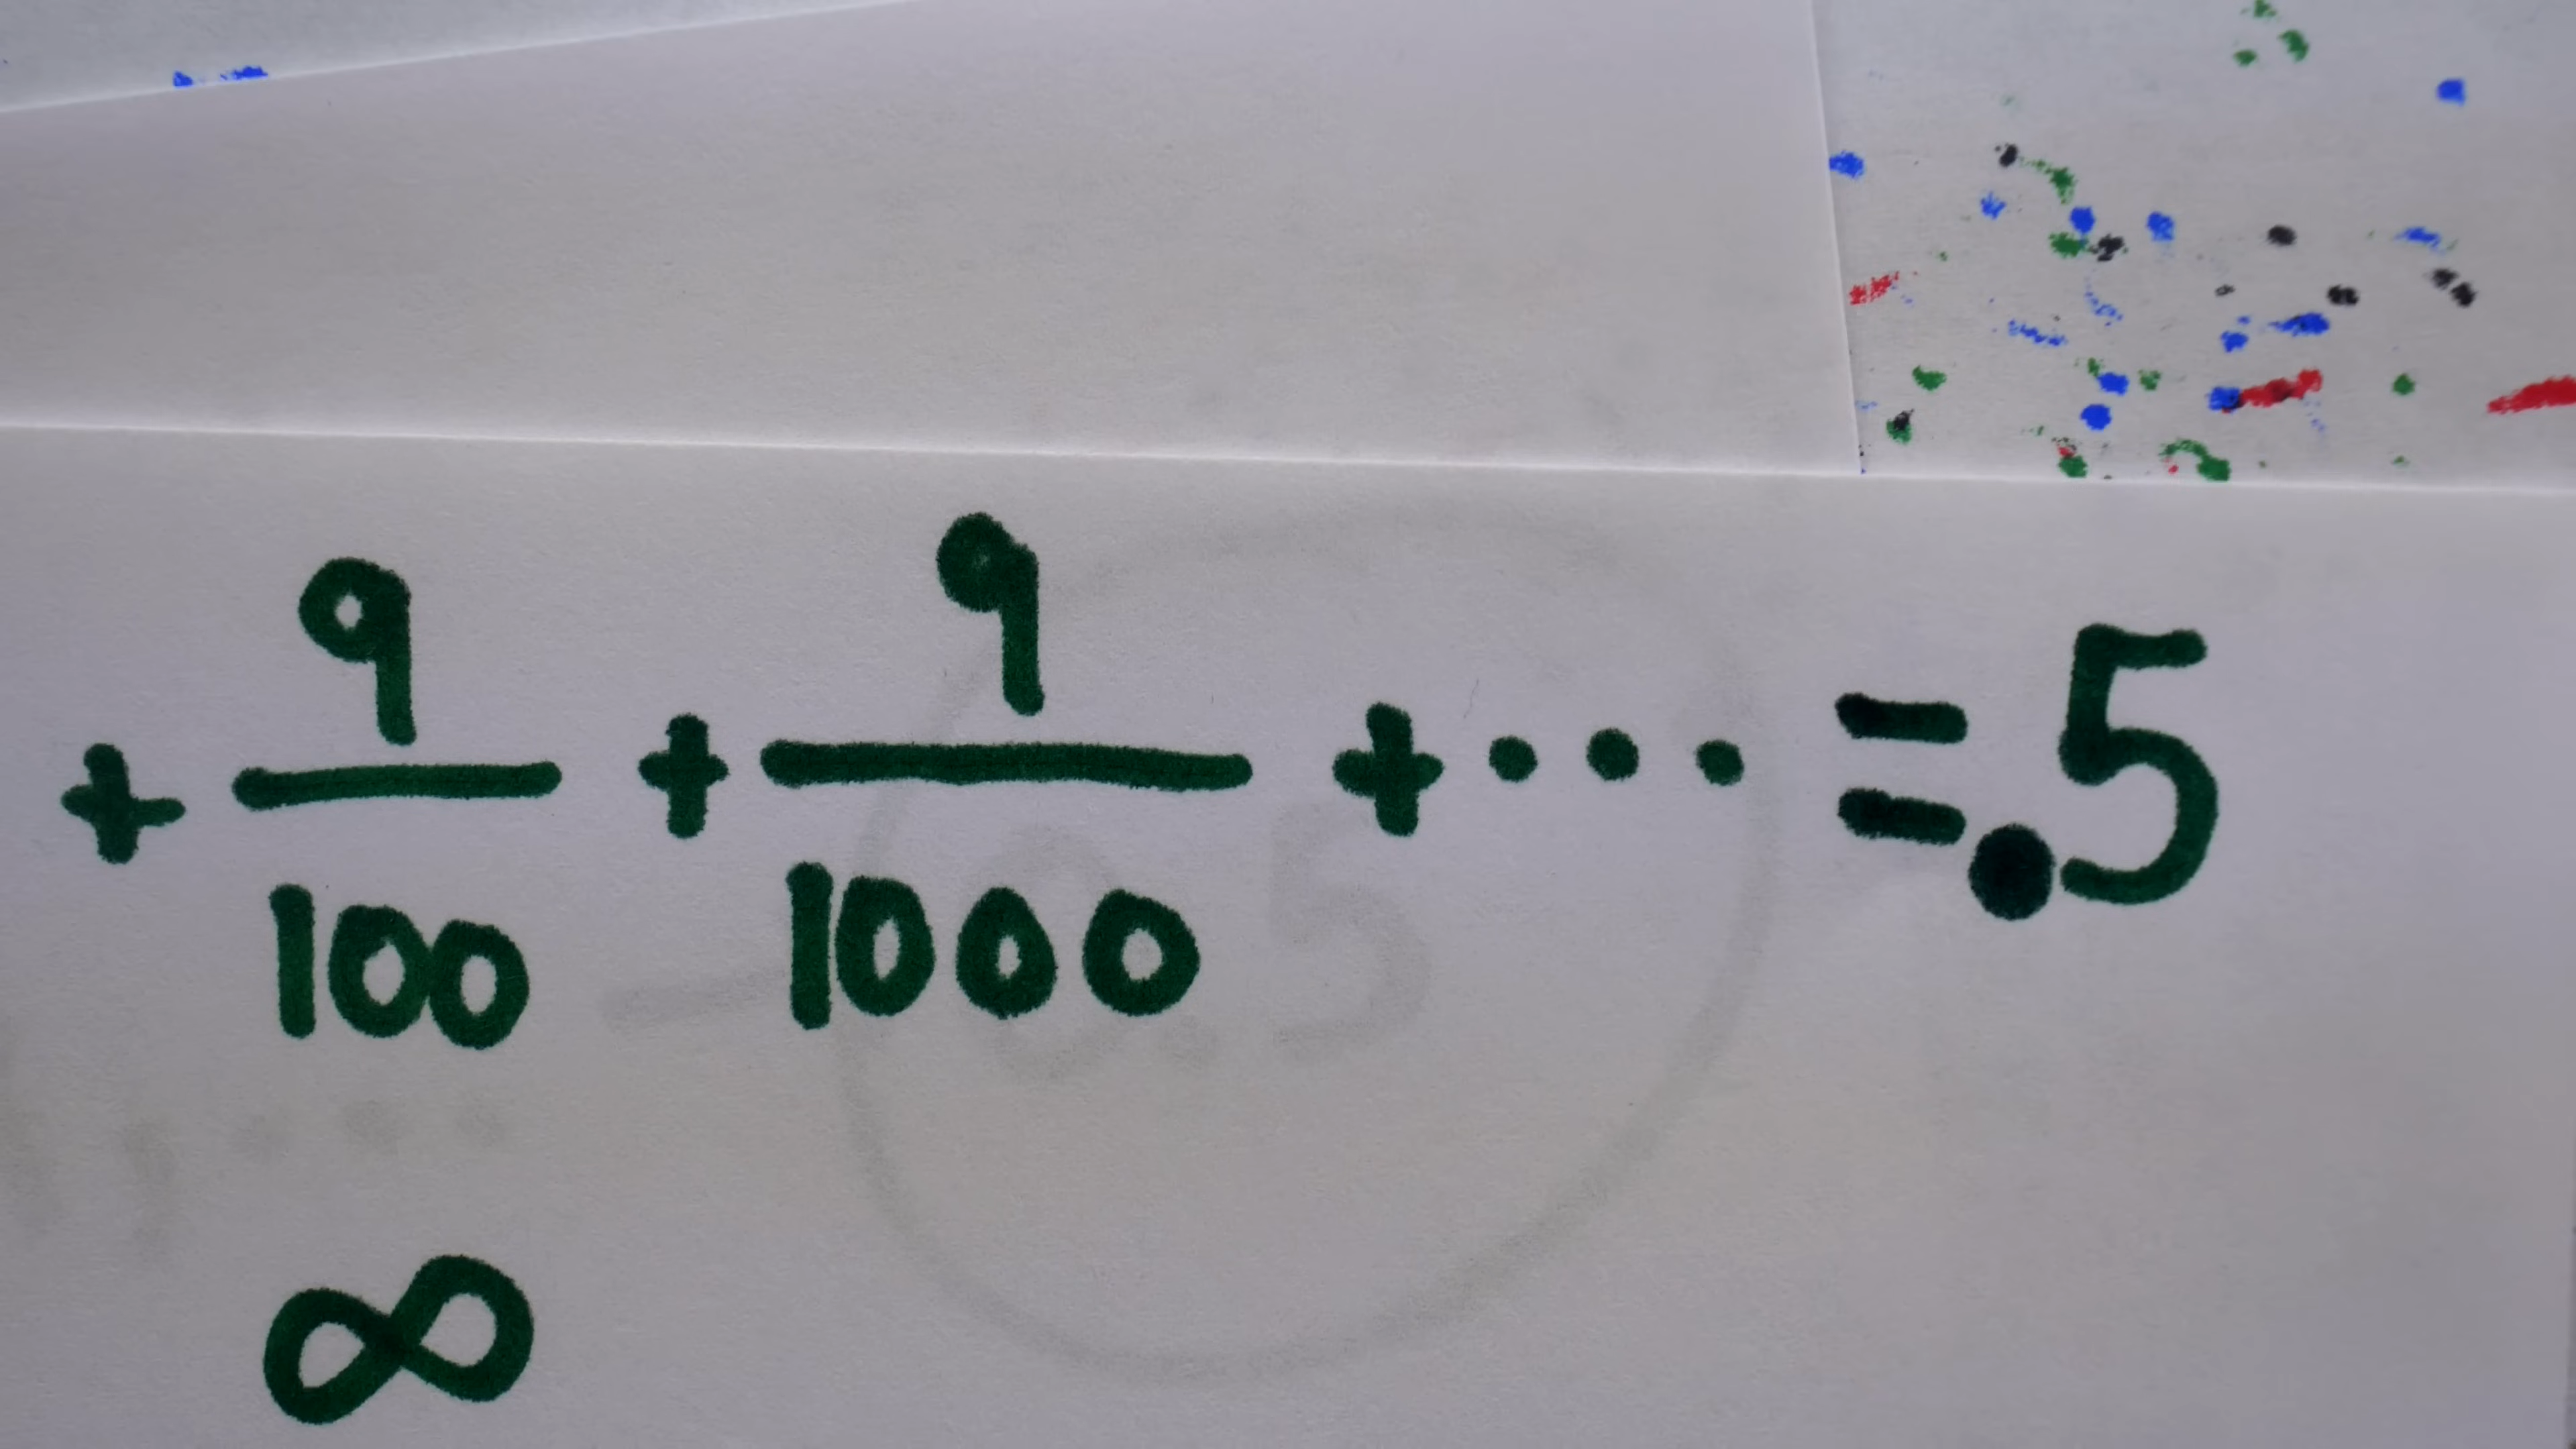 + 9/100 + 9/1000 + ... = .5
∞